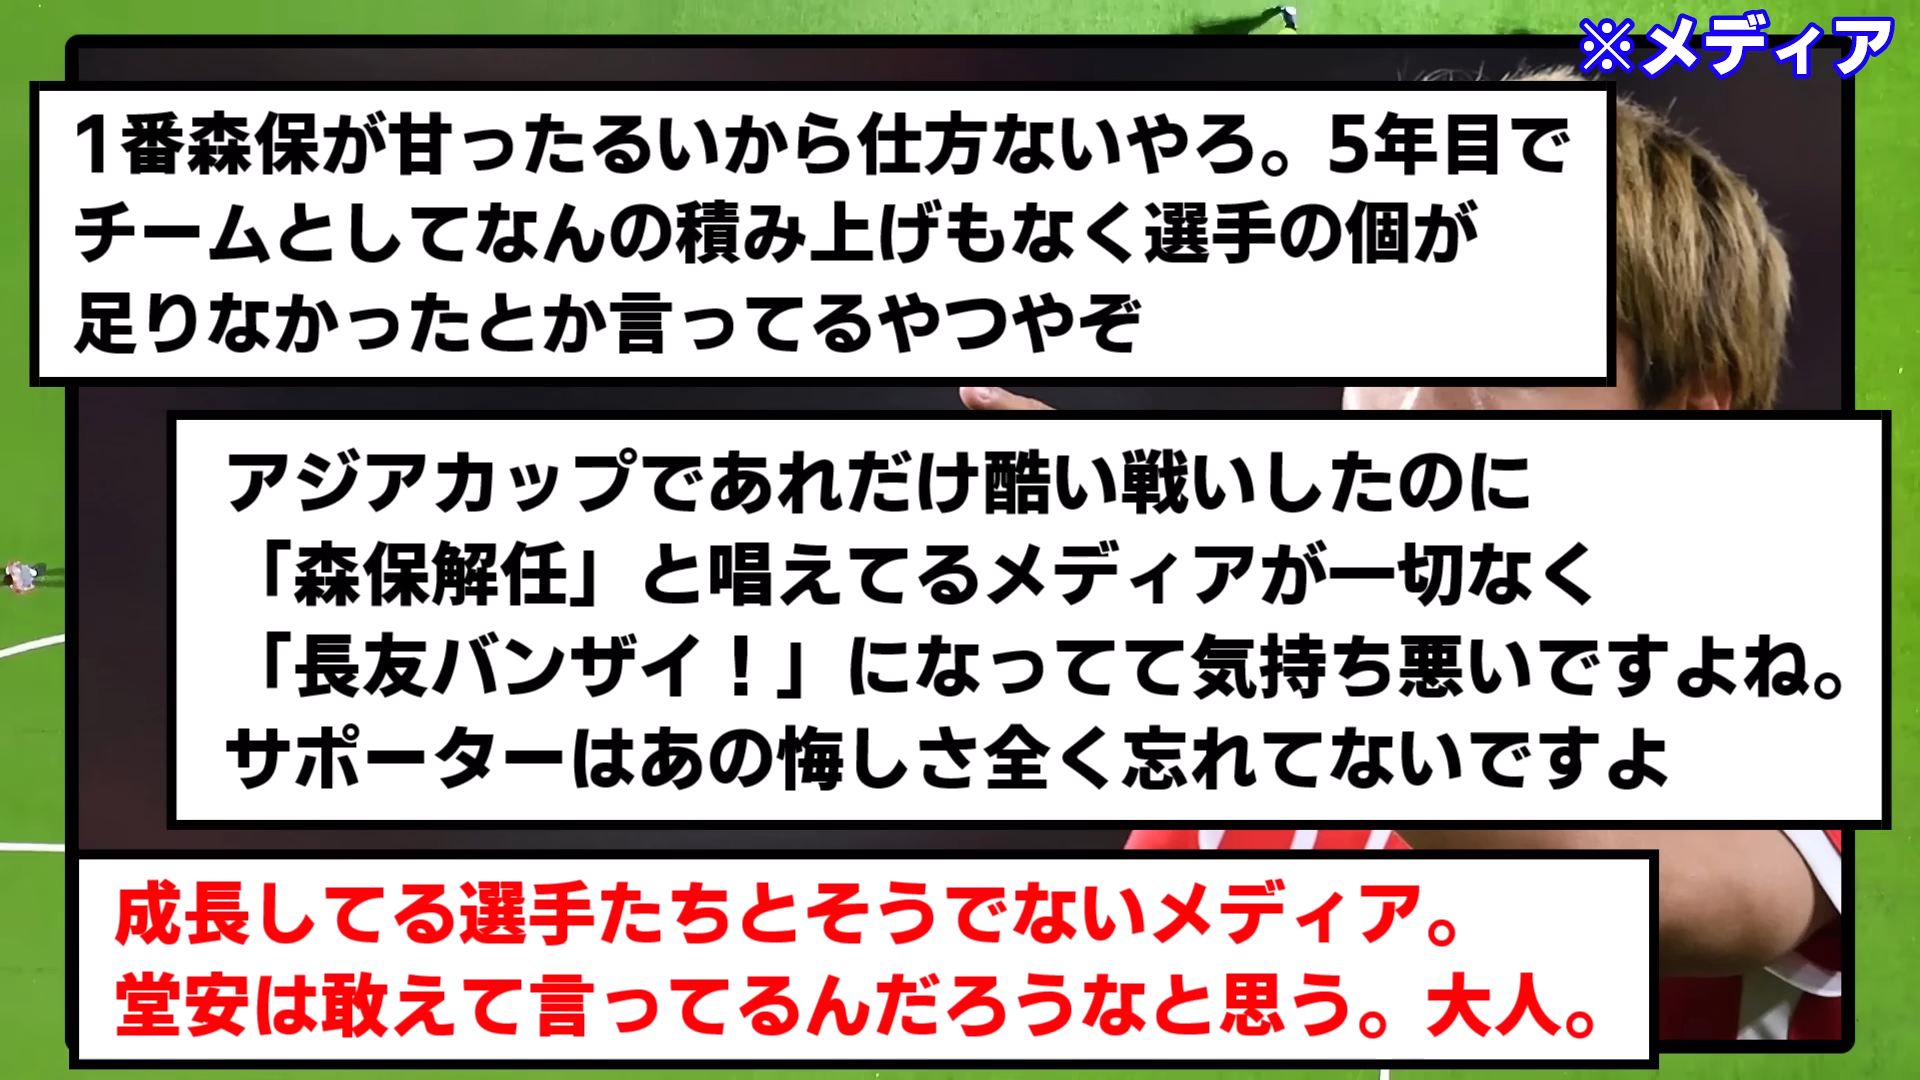 ※メディア
1番森保が甘ったるいから仕方ないやろ。5年目で
チームとしてなんの積み上げもなく選手の個が
足りなかったとか言ってるやつやぞ
アジアカップであれだけ酷い戦いしたのに
「森保解任」と唱えてるメディアが一切なく
「長友バンザイ！」になってて気持ち悪いですよね。
サポーターはあの悔しさ全く忘れてないですよ
成長してる選手たちとそうでないメディア。
堂安は敢えて言ってるんだろうなと思う。大人。